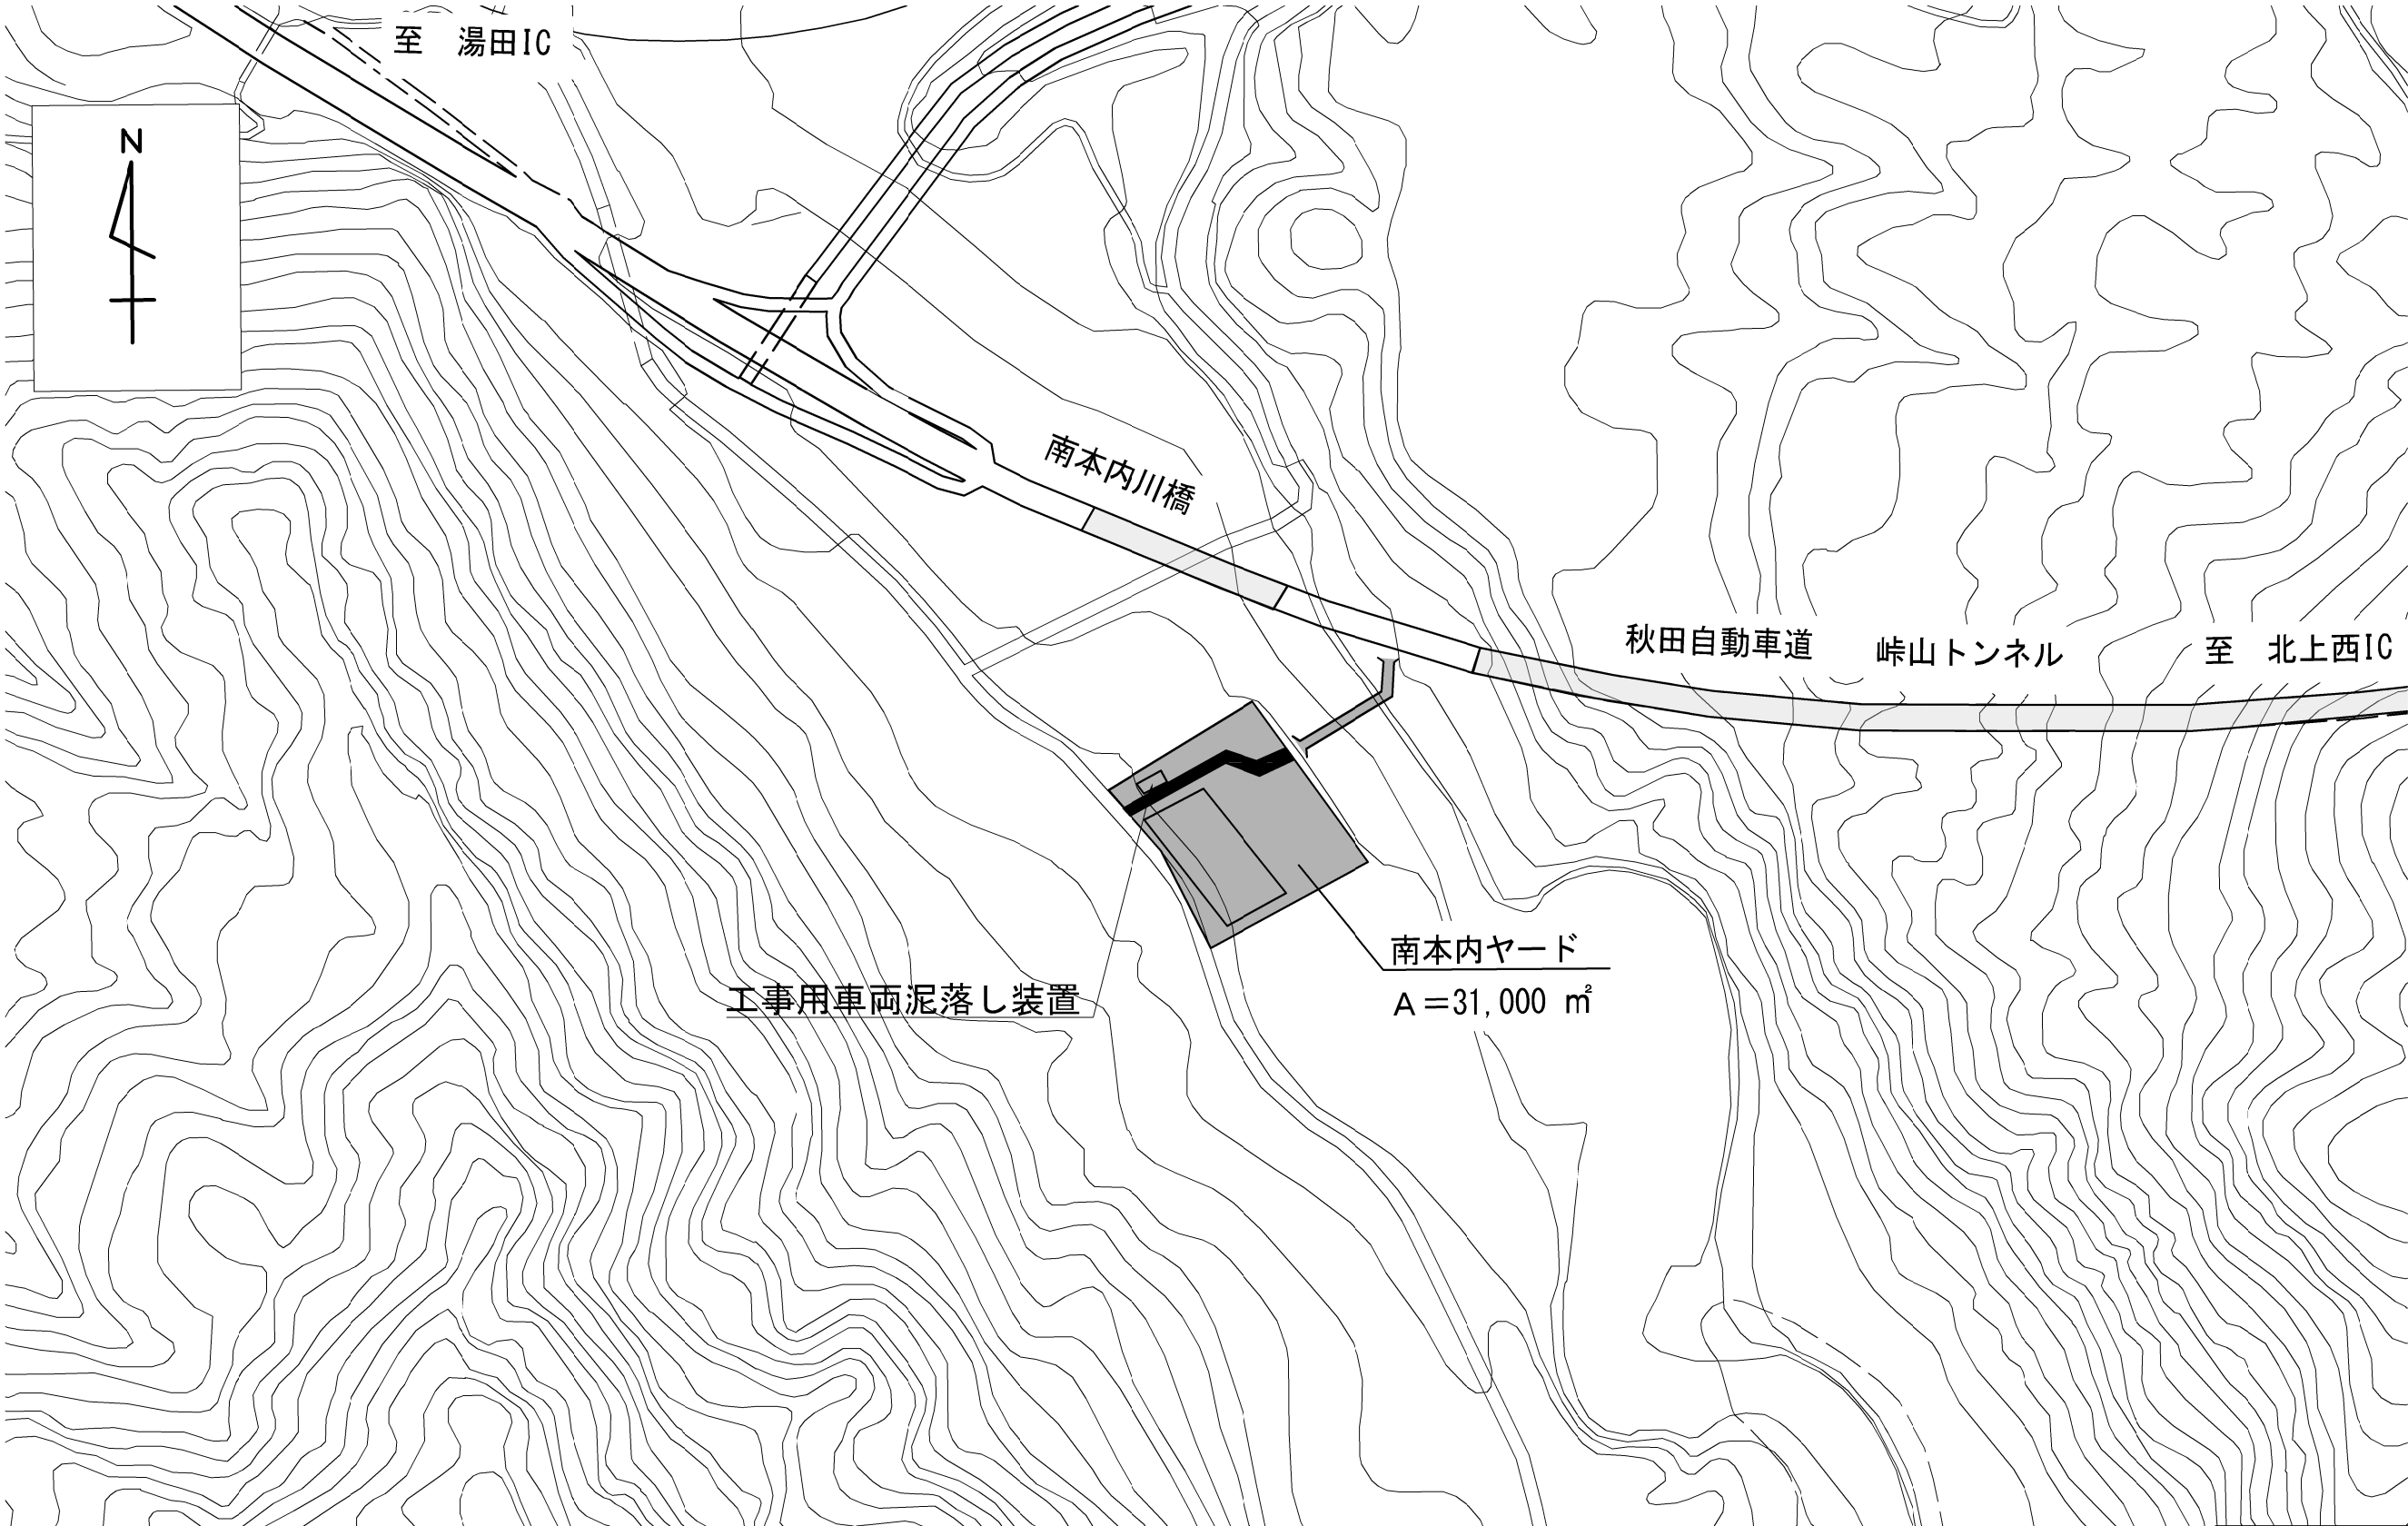 至　湯田IC
N
南本内川橋
秋田自動車道
峠山トンネル
至　北上西IC
南本内ヤード
工事用車両泥落し装置
A＝31,000 ㎡